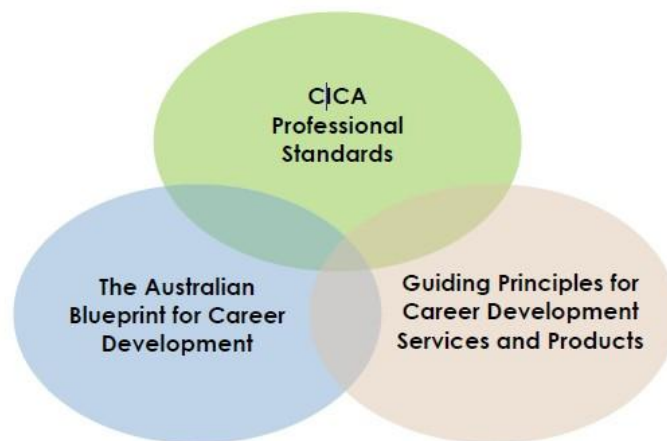 CICA
Professional
Standards
The Australian
Blueprint for Career
Development
Guiding Principles for
Career Development
Services and Products